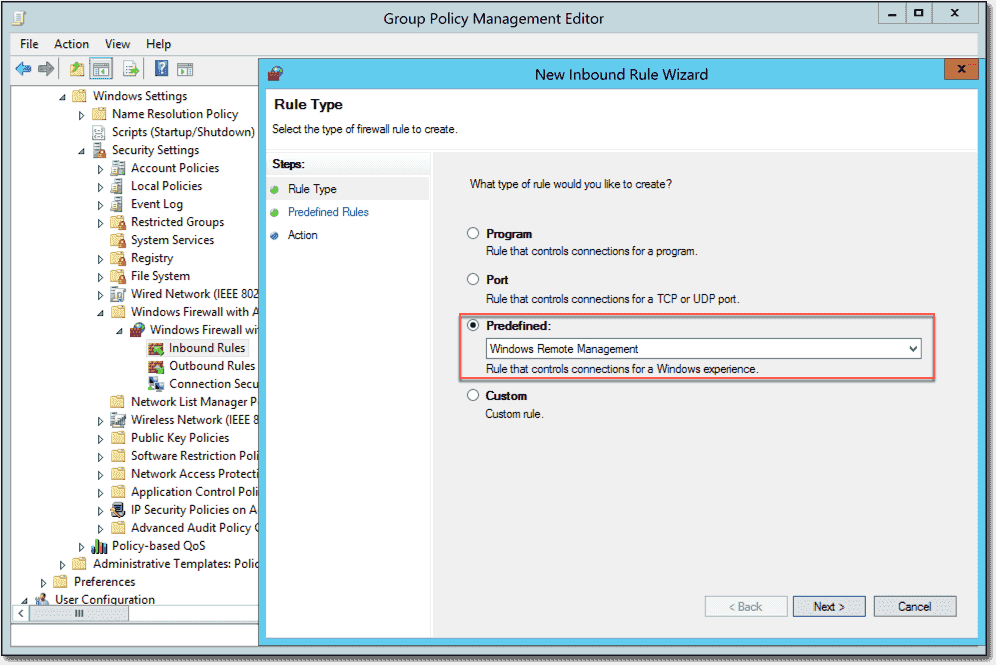 Group Policy Management Editor
File Action View Help
Windows Settings
Name Resolution Policy
Scripts (Startup/Shutdown)
Security Settings
Account Policies
Local Policies
Event Log
Restricted Groups
System Services
Registry
File System
Wired Network (IEEE 802
Windows Firewall with A
Windows Firewall wi
Inbound Rules
Outbound Rules
Connection Secu
Network List Manager P
Wireless Network (IEEE 8
Public Key Policies
Software Restriction Poli
Network Access Protecti
Application Control Poli
IP Security Policies on A
Advanced Audit Policy C
Policy-based QoS
Administrative Templates: Polic
Preferences
User Configuration
New Inbound Rule Wizard
Rule Type
Select the type of firewall rule to create.
Steps:
Rule Type
Predefined Rules
Action
What type of rule would you like to create?
Program
Rule that controls connections for a program.
Port
Rule that controls connections for a TCP or UDP port.
Predefined:
Windows Remote Management
Rule that controls connections for a Windows experience.
Custom
Custom rule.
< Back Next > Cancel